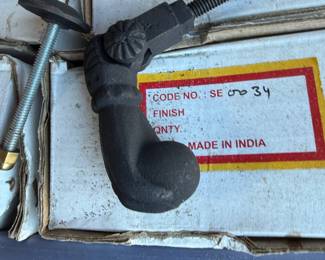 CODE NO. : SE 0034
FINISH
QNTY.
MADE IN INDIA